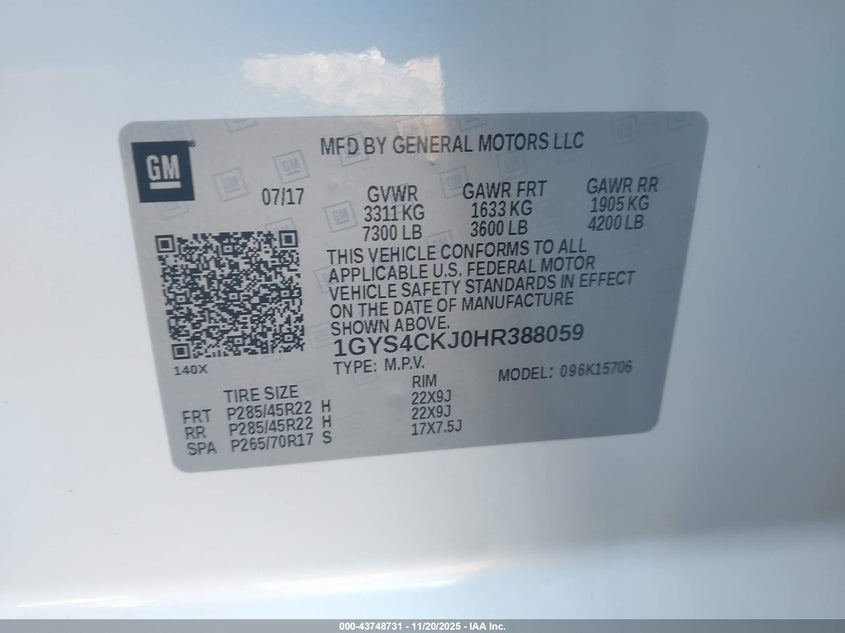 GM
MFD BY GENERAL MOTORS LLC
07/17
GVWR GAWR FRT GAWR RR
3311 KG 1633 KG 1905 KG
7300 LB 3600 LB 4200 LB
THIS VEHICLE CONFORMS TO ALL
APPLICABLE U.S. FEDERAL MOTOR
VEHICLE SAFETY STANDARDS IN EFFECT
ON THE DATE OF MANUFACTURE
SHOWN ABOVE.
1GYS4CKJ0HR388059
140X
TYPE: M.P.V. MODEL: 096K15706
TIRE SIZE RIM
FRT P285/45R22 H 22X9J
RR P285/45R22 H 22X9J
SPA P265/70R17 S 17X7.5J
000-43748731 - 11/20/2025 - IAA Inc.